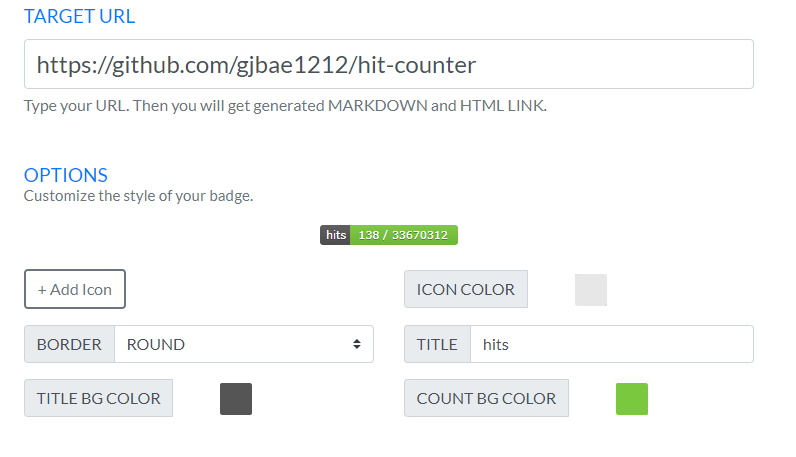 TARGET URL
https://github.com/gjbae1212/hit-counter
Type your URL. Then you will get generated MARKDOWN and HTML LINK.
OPTIONS
Customize the style of your badge.
hits 138 / 33670312
+ Add Icon
ICON COLOR
BORDER ROUND
TITLE hits
TITLE BG COLOR
COUNT BG COLOR